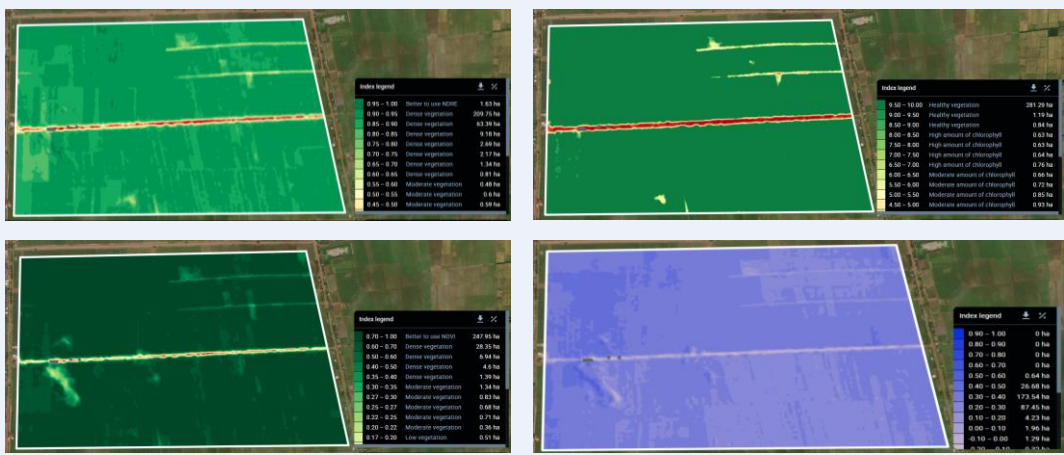 Index legend
0.95 – 1.00 Better to use NDRE 1.63 ha
0.90 – 0.95 Dense vegetation 209.75 ha
0.85 – 0.90 Dense vegetation 63.39 ha
0.80 – 0.85 Dense vegetation 9.18 ha
0.75 – 0.80 Dense vegetation 2.69 ha
0.70 – 0.75 Dense vegetation 2.17 ha
0.65 – 0.70 Dense vegetation 1.34 ha
0.60 – 0.65 Dense vegetation 0.81 ha
0.55 – 0.60 Moderate vegetation 0.48 ha
0.50 – 0.55 Moderate vegetation 0.6 ha
0.45 – 0.50 Moderate vegetation 0.59 ha
Index legend
9.50 – 10.00 Healthy vegetation 281.29 ha
9.00 – 9.50 Healthy vegetation 1.19 ha
8.50 – 9.00 Healthy vegetation 0.84 ha
8.00 – 8.50 High amount of chlorophyll 0.63 ha
7.50 – 8.00 High amount of chlorophyll 0.63 ha
7.00 – 7.50 High amount of chlorophyll 0.64 ha
6.50 – 7.00 High amount of chlorophyll 0.76 ha
6.00 – 6.50 Moderate amount of chlorophyll 0.66 ha
5.50 – 6.00 Moderate amount of chlorophyll 0.72 ha
5.00 – 5.50 Moderate amount of chlorophyll 0.85 ha
4.50 – 5.00 Moderate amount of chlorophyll 0.93 ha
Index legend
0.70 – 1.00 Better to use NDVI 247.95 ha
0.60 – 0.70 Dense vegetation 28.35 ha
0.50 – 0.60 Dense vegetation 6.94 ha
0.40 – 0.50 Dense vegetation 4.6 ha
0.35 – 0.40 Dense vegetation 1.39 ha
0.30 – 0.35 Moderate vegetation 1.34 ha
0.27 – 0.30 Moderate vegetation 0.83 ha
0.25 – 0.27 Moderate vegetation 0.68 ha
0.22 – 0.25 Moderate vegetation 0.71 ha
0.20 – 0.22 Moderate vegetation 0.36 ha
0.17 – 0.20 Low vegetation 0.51 ha
Index legend
0.90 – 1.00 0 ha
0.80 – 0.90 0 ha
0.70 – 0.80 0 ha
0.60 – 0.70 0 ha
0.50 – 0.60 0.64 ha
0.40 – 0.50 26.68 ha
0.30 – 0.40 173.54 ha
0.20 – 0.30 87.45 ha
0.10 – 0.20 4.23 ha
0.00 – 0.10 1.96 ha
-0.10 – 0.00 1.29 ha